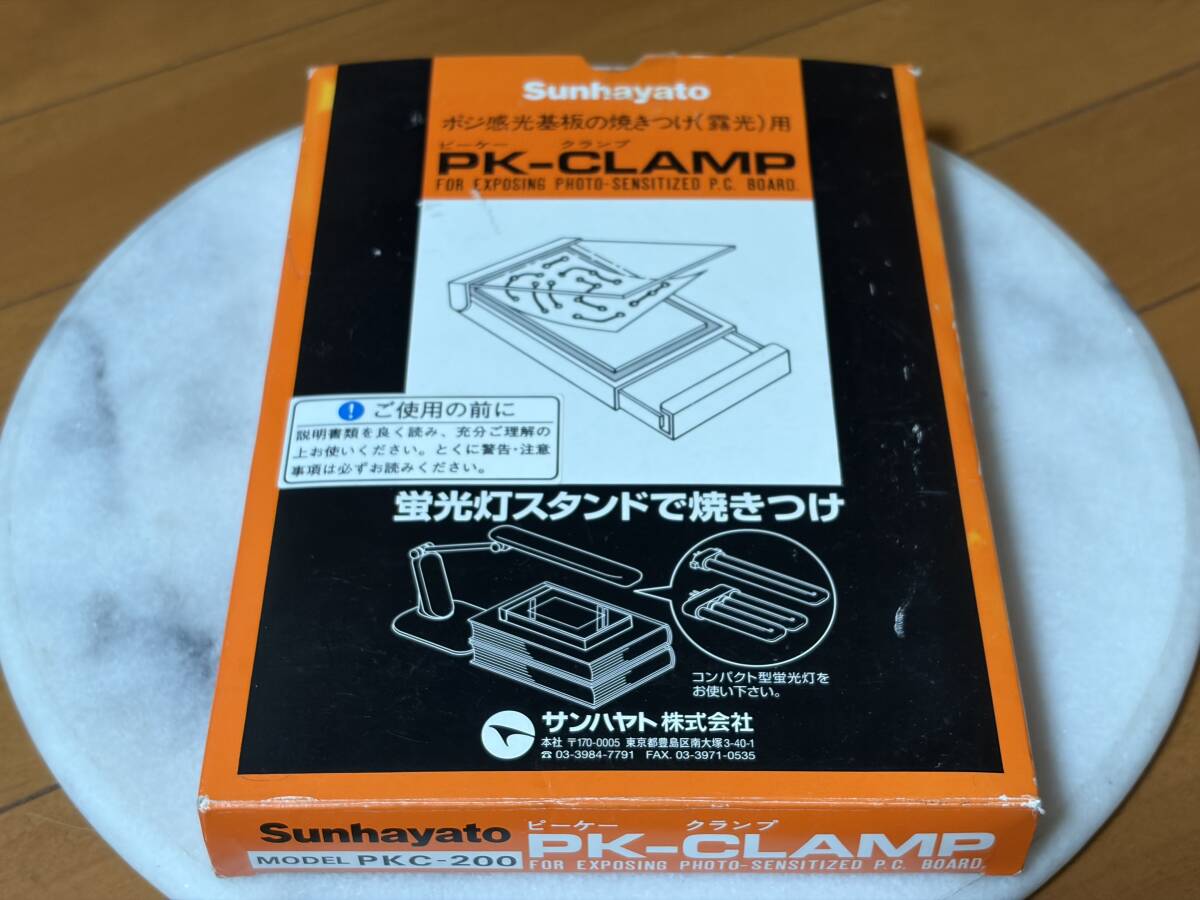 Sunhayato
ポジ感光基板の焼きつけ(露光)用
ピーケー クランプ
PK-CLAMP
FOR EXPOSING PHOTO-SENSITIZED P.C. BOARD.
! ご使用の前に
説明書類を良く読み、充分ご理解の
上お使いください。とくに警告・注意
事項は必ずお読みください。
蛍光灯スタンドで焼きつけ
コンパクト型蛍光灯を
お使い下さい。
サンハヤト株式会社
本社 〒170-0005 東京都豊島区南大塚3-40-1
☎ 03-3984-7791 FAX. 03-3971-0535
Sunhayato
MODEL PKC-200
ピーケー クランプ
PK-CLAMP
FOR EXPOSING PHOTO-SENSITIZED P.C. BOARD.